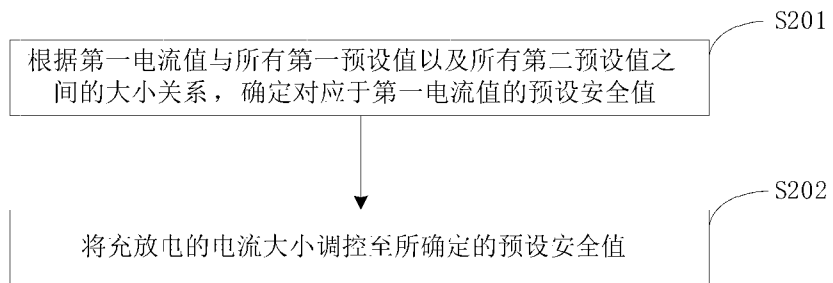 S201
根据第一电流值与所有第一预设值以及所有第二预设值之
间的大小关系，确定对应于第一电流值的预设安全值
S202
将充放电的电流大小调控至所确定的预设安全值